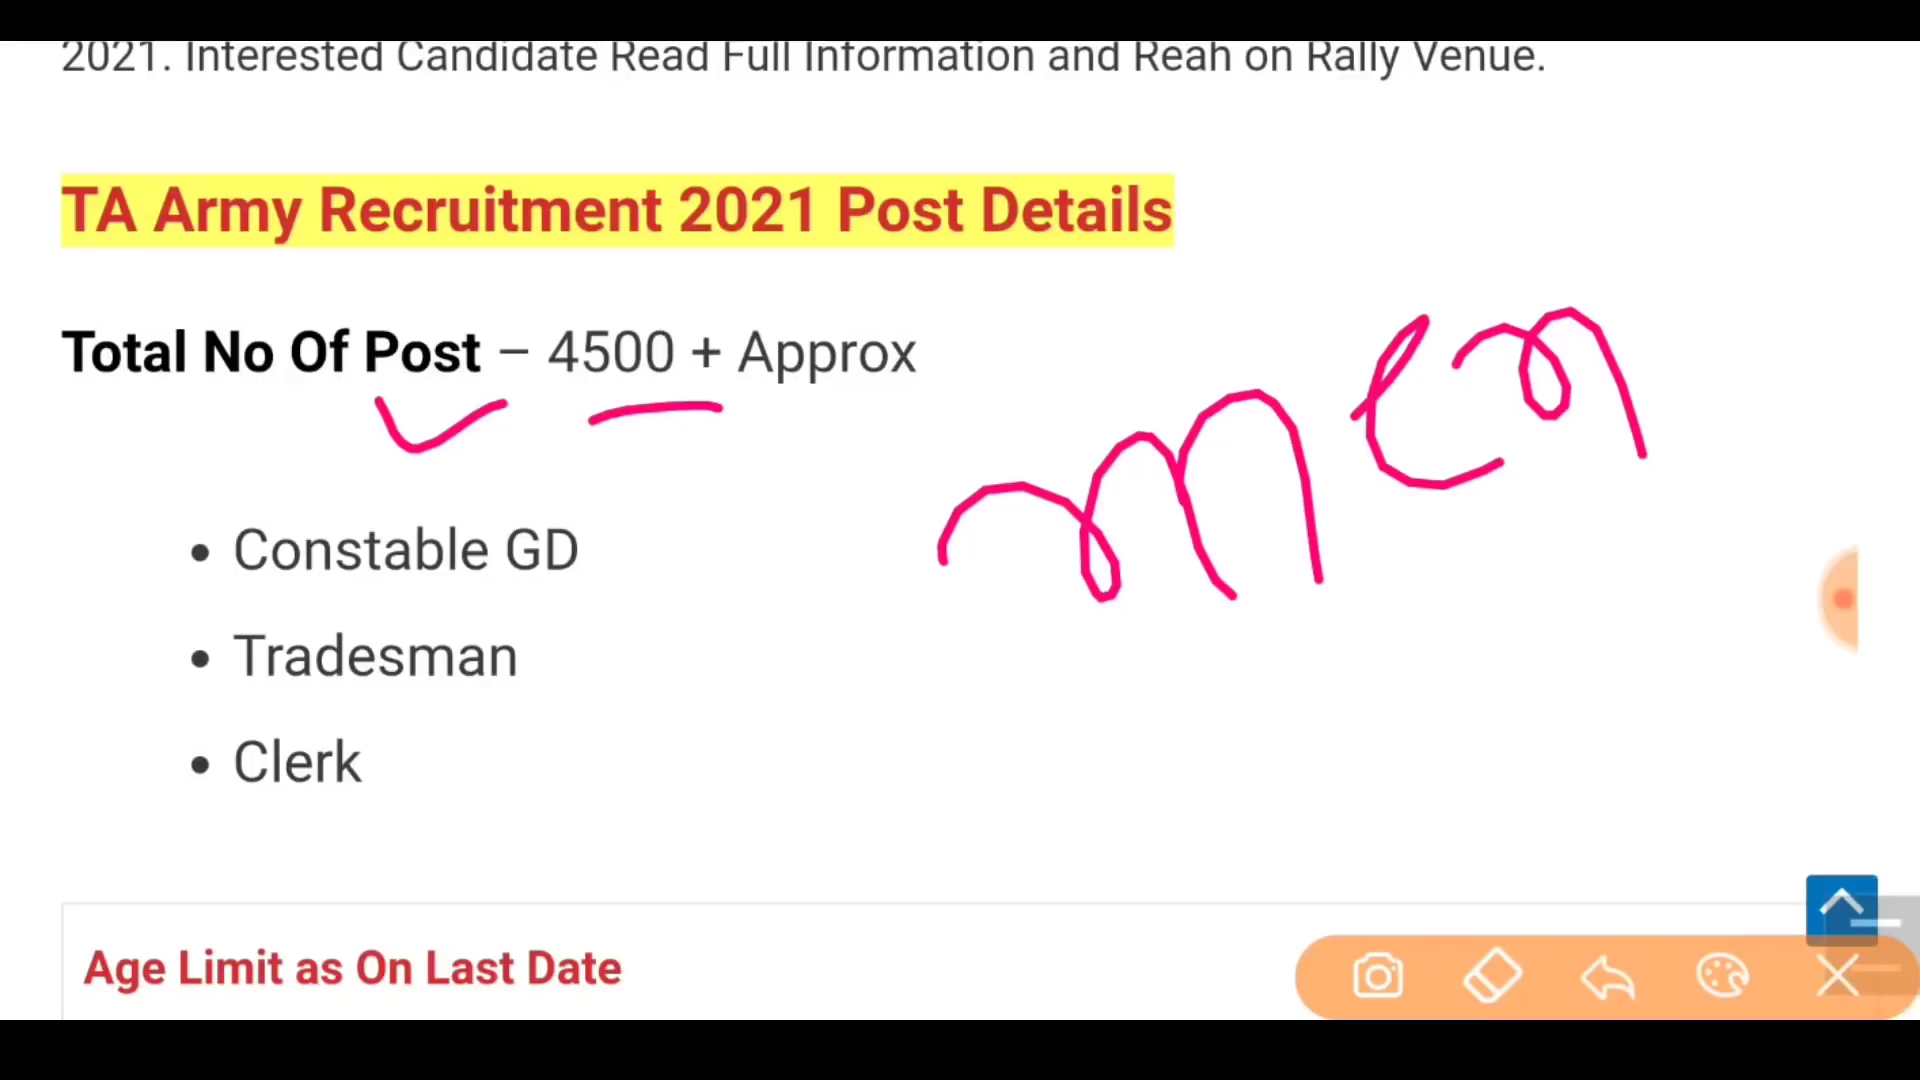 2021. Interested Candidate Read Full Information and Reah on Rally Venue.
TA Army Recruitment 2021 Post Details
Total No Of Post – 4500 + Approx
men
• Constable GD
• Tradesman
• Clerk
Age Limit as On Last Date